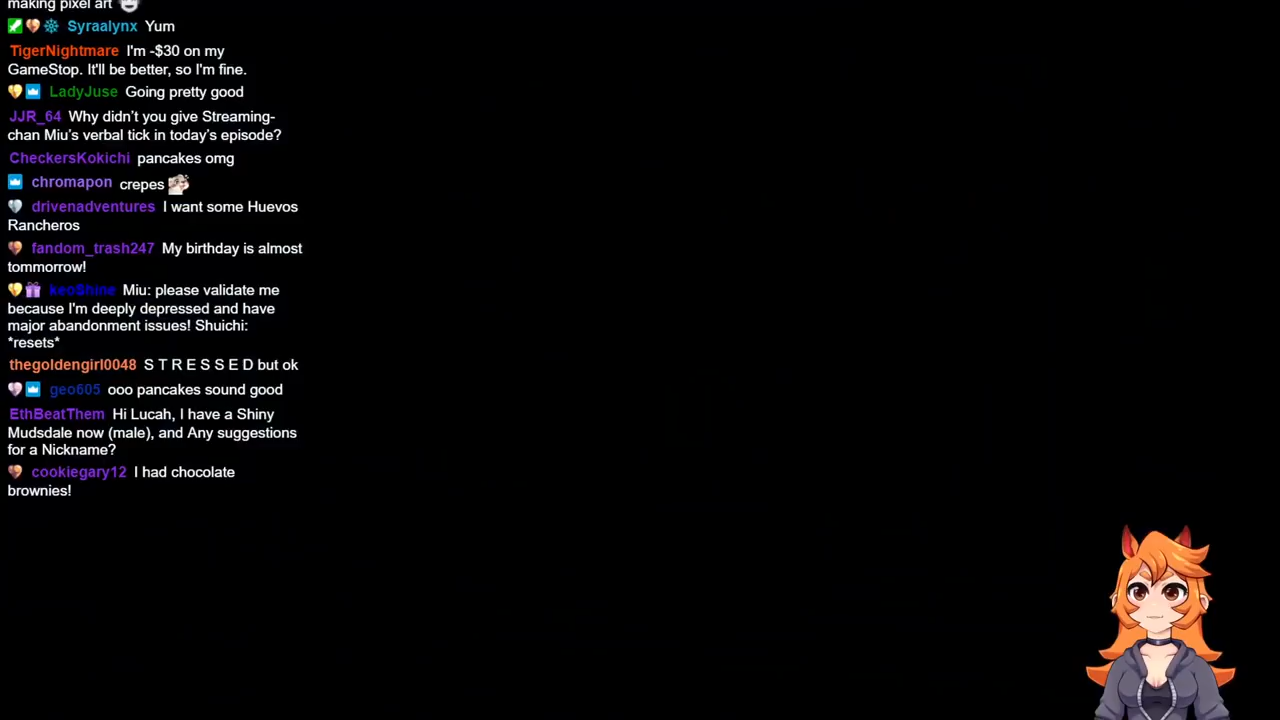 making pixel art
Syraalynx Yum
TigerNightmare I'm -$30 on my
GameStop. It'll be better, so I'm fine.
LadyJuse Going pretty good
JJR_64 Why didn’t you give Streaming-
chan Miu’s verbal tick in today’s episode?
CheckersKokichi pancakes omg
chromapon crepes
drivenadventures I want some Huevos
Rancheros
fandom_trash247 My birthday is almost
tommorrow!
keoShine Miu: please validate me
because I'm deeply depressed and have
major abandonment issues! Shuichi:
*resets*
thegoldengirl0048 S T R E S S E D but ok
geo605 ooo pancakes sound good
EthBeatThem Hi Lucah, I have a Shiny
Mudsdale now (male), and Any suggestions
for a Nickname?
cookiegary12 I had chocolate
brownies!